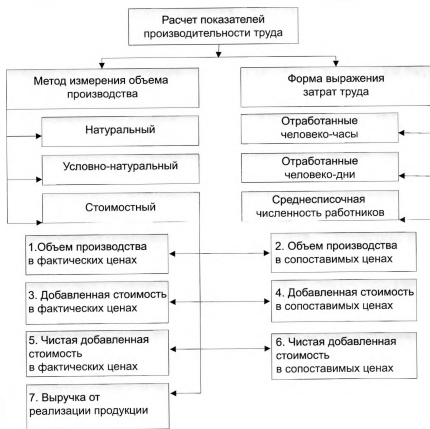 Расчет показателей
производительности труда
Метод измерения объема
производства
Форма выражения
затрат труда
Натуральный
Отработанные
человеко-часы
Условно-натуральный
Отработанные
человеко-дни
Стоимостный
Среднесписочная
численность работников
1.Объем производства
в фактических ценах
2. Объем производства
в сопоставимых ценах
3. Добавленная стоимость
в фактических ценах
4. Добавленная стоимость
в сопоставимых ценах
5. Чистая добавленная
стоимость
в фактических ценах
6. Чистая добавленная
стоимость
в сопоставимых ценах
7. Выручка от
реализации продукции